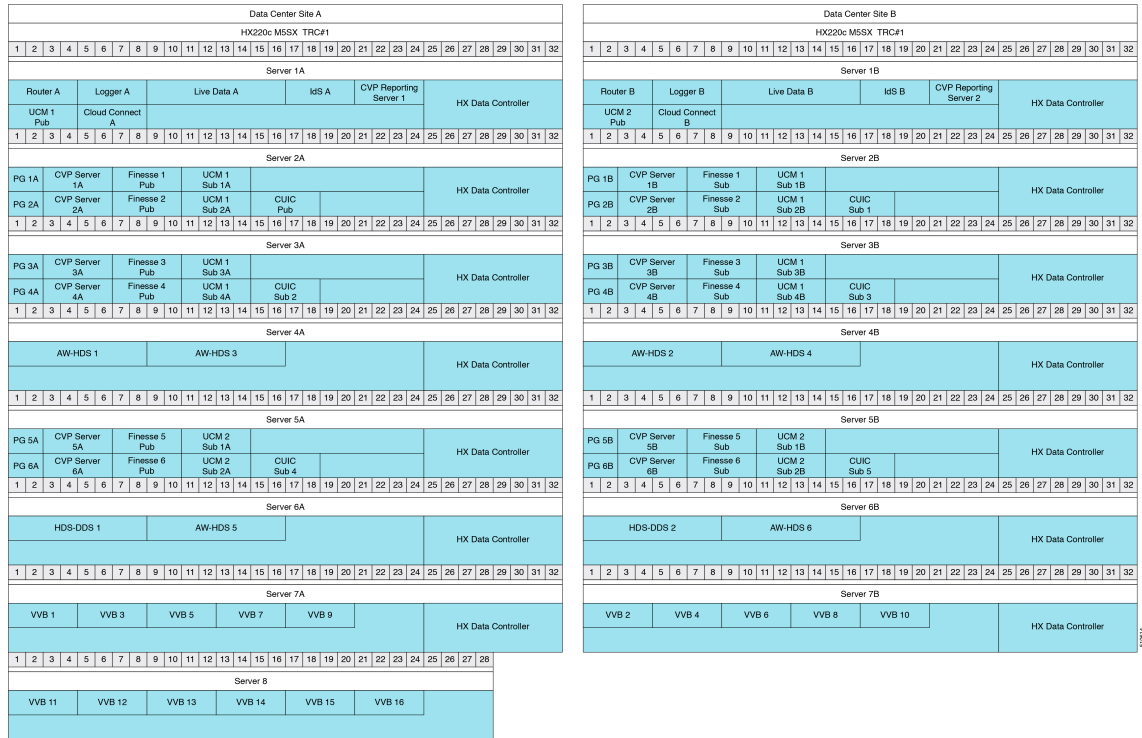 Data Center Site A
HX220c M5SX TRC#1
1 2 3 4 5 6 7 8 9 10 11 12 13 14 15 16 17 18 19 20 21 22 23 24 25 26 27 28 29 30 31 32
Server 1A
Router A Logger A Live Data A IdS A CVP Reporting
Server 1
HX Data Controller
UCM 1
Pub
Cloud Connect
A
1 2 3 4 5 6 7 8 9 10 11 12 13 14 15 16 17 18 19 20 21 22 23 24 25 26 27 28 29 30 31 32
Server 2A
PG 1A
CVP Server
1A
Finesse 1
Pub
UCM 1
Sub 1A
HX Data Controller
PG 2A
CVP Server
2A
Finesse 2
Pub
UCM 1
Sub 2A
CUIC
Pub
1 2 3 4 5 6 7 8 9 10 11 12 13 14 15 16 17 18 19 20 21 22 23 24 25 26 27 28 29 30 31 32
Server 3A
PG 3A
CVP Server
3A
Finesse 3
Pub
UCM 1
Sub 3A
HX Data Controller
PG 4A
CVP Server
4A
Finesse 4
Pub
UCM 1
Sub 4A
CUIC
Sub 2
1 2 3 4 5 6 7 8 9 10 11 12 13 14 15 16 17 18 19 20 21 22 23 24 25 26 27 28 29 30 31 32
Server 4A
AW-HDS 1 AW-HDS 3
HX Data Controller
1 2 3 4 5 6 7 8 9 10 11 12 13 14 15 16 17 18 19 20 21 22 23 24 25 26 27 28 29 30 31 32
Server 5A
PG 5A
CVP Server
5A
Finesse 5
Pub
UCM 2
Sub 1A
HX Data Controller
PG 6A
CVP Server
6A
Finesse 6
Pub
UCM 2
Sub 2A
CUIC
Sub 4
1 2 3 4 5 6 7 8 9 10 11 12 13 14 15 16 17 18 19 20 21 22 23 24 25 26 27 28 29 30 31 32
Server 6A
HDS-DDS 1 AW-HDS 5
HX Data Controller
1 2 3 4 5 6 7 8 9 10 11 12 13 14 15 16 17 18 19 20 21 22 23 24 25 26 27 28 29 30 31 32
Server 7A
VVB 1 VVB 3 VVB 5 VVB 7 VVB 9
HX Data Controller
1 2 3 4 5 6 7 8 9 10 11 12 13 14 15 16 17 18 19 20 21 22 23 24 25 26 27 28
Server 8
VVB 11 VVB 12 VVB 13 VVB 14 VVB 15 VVB 16
Data Center Site B
HX220c M5SX TRC#1
1 2 3 4 5 6 7 8 9 10 11 12 13 14 15 16 17 18 19 20 21 22 23 24 25 26 27 28 29 30 31 32
Server 1B
Router B Logger B Live Data B IdS B CVP Reporting
Server 2
HX Data Controller
UCM 2
Pub
Cloud Connect
B
1 2 3 4 5 6 7 8 9 10 11 12 13 14 15 16 17 18 19 20 21 22 23 24 25 26 27 28 29 30 31 32
Server 2B
PG 1B
CVP Server
1B
Finesse 1
Sub
UCM 1
Sub 1B
HX Data Controller
PG 2B
CVP Server
2B
Finesse 2
Sub
UCM 1
Sub 2B
CUIC
Sub 1
1 2 3 4 5 6 7 8 9 10 11 12 13 14 15 16 17 18 19 20 21 22 23 24 25 26 27 28 29 30 31 32
Server 3B
PG 3B
CVP Server
3B
Finesse 3
Sub
UCM 1
Sub 3B
HX Data Controller
PG 4B
CVP Server
4B
Finesse 4
Sub
UCM 1
Sub 4B
CUIC
Sub 3
1 2 3 4 5 6 7 8 9 10 11 12 13 14 15 16 17 18 19 20 21 22 23 24 25 26 27 28 29 30 31 32
Server 4B
AW-HDS 2 AW-HDS 4
HX Data Controller
1 2 3 4 5 6 7 8 9 10 11 12 13 14 15 16 17 18 19 20 21 22 23 24 25 26 27 28 29 30 31 32
Server 5B
PG 5B
CVP Server
5B
Finesse 5
Sub
UCM 2
Sub 1B
HX Data Controller
PG 6B
CVP Server
6B
Finesse 6
Sub
UCM 2
Sub 2B
CUIC
Sub 5
1 2 3 4 5 6 7 8 9 10 11 12 13 14 15 16 17 18 19 20 21 22 23 24 25 26 27 28 29 30 31 32
Server 6B
HDS-DDS 2 AW-HDS 6
HX Data Controller
1 2 3 4 5 6 7 8 9 10 11 12 13 14 15 16 17 18 19 20 21 22 23 24 25 26 27 28 29 30 31 32
Server 7B
VVB 2 VVB 4 VVB 6 VVB 8 VVB 10
HX Data Controller